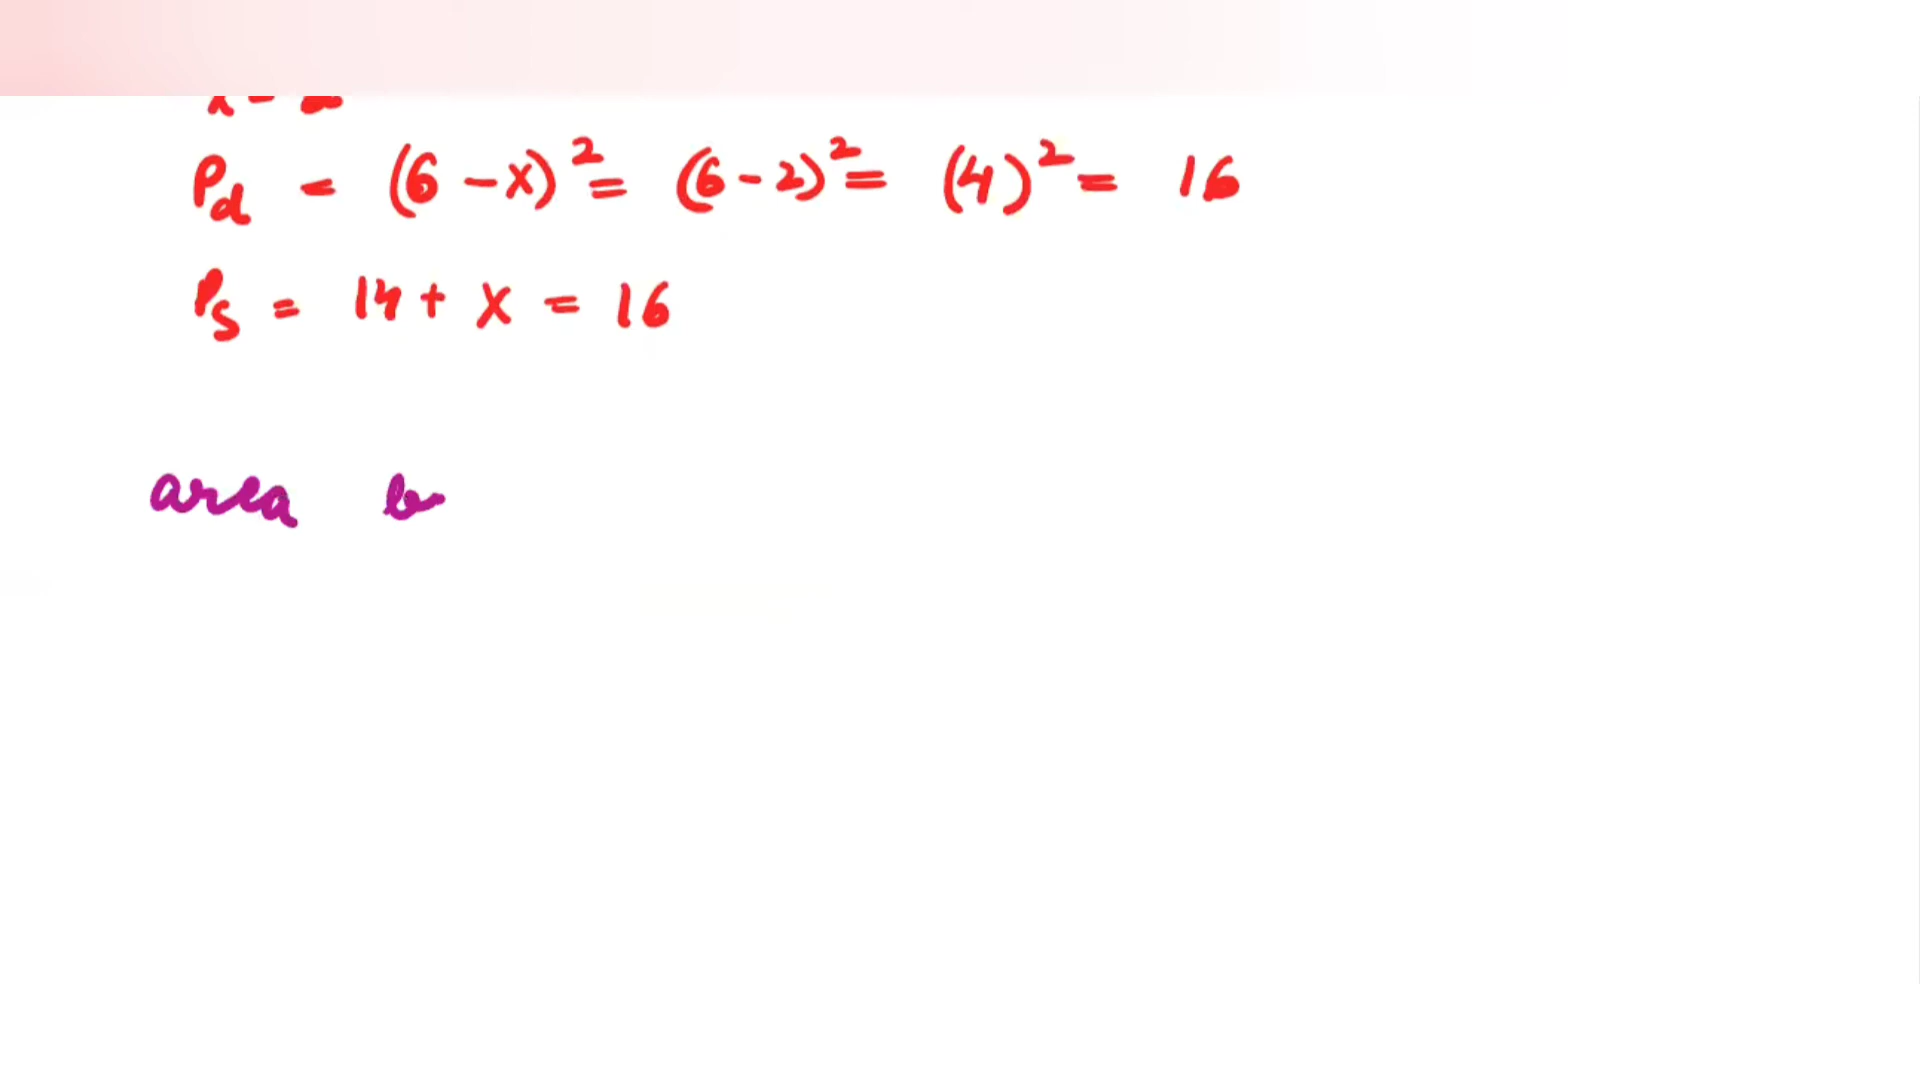 Pd = (6 - x)² = (6 - 2)² = (4)² = 16
Ps = 14 + x = 16
area